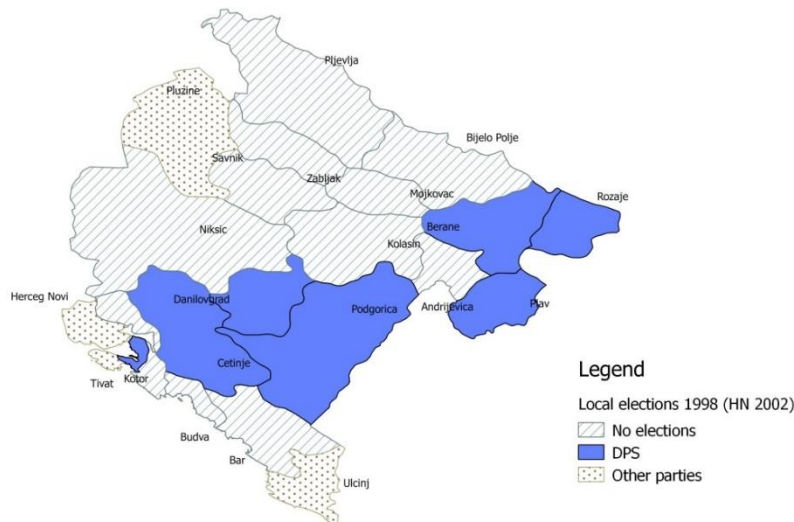 Pljevlja
Pluzine
Bijelo Polje
Savnik
Zabljak
Mojkovac
Rozaje
Berane
Niksic
Kolasin
Herceg Novi
Danilovgrad
Podgorica
Andrijevica
Plav
Cetinje
Tivat
Kotor
Budva
Bar
Ulcinj
Legend
Local elections 1998 (HN 2002)
No elections
DPS
Other parties